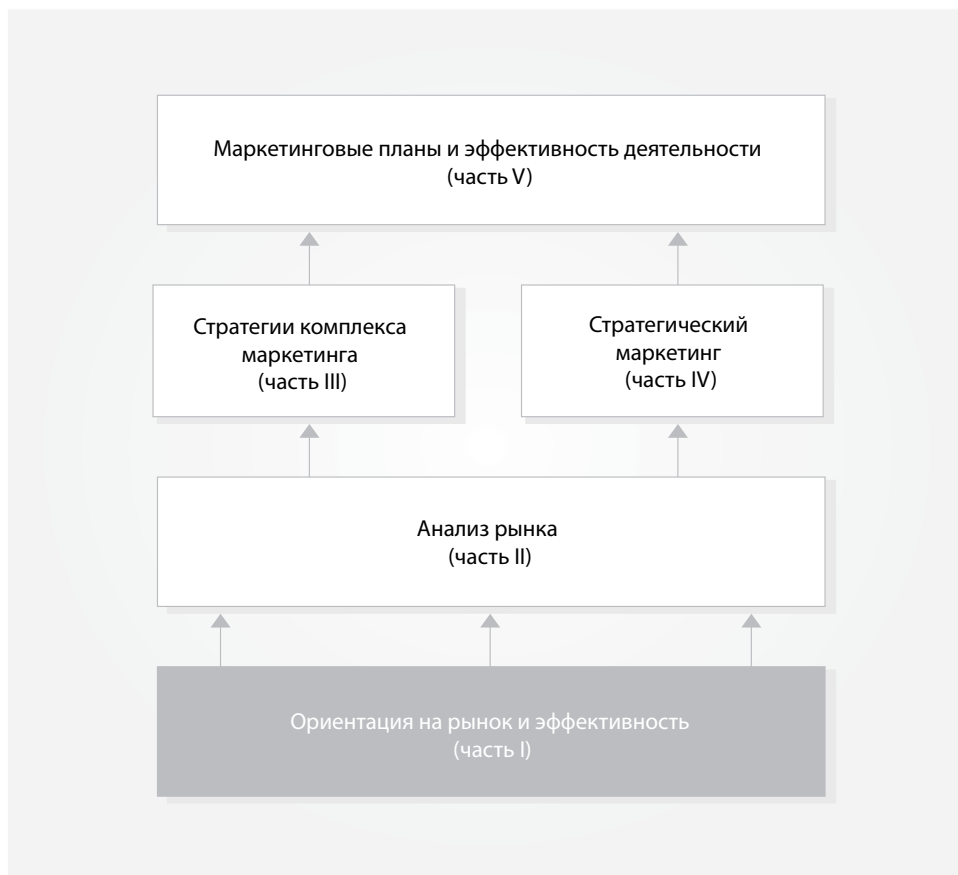 Маркетинговые планы и эффективность деятельности
(часть V)
Стратегии комплекса
маркетинга
(часть III)
Стратегический
маркетинг
(часть IV)
Анализ рынка
(часть II)
Ориентация на рынок и эффективность
(часть I)